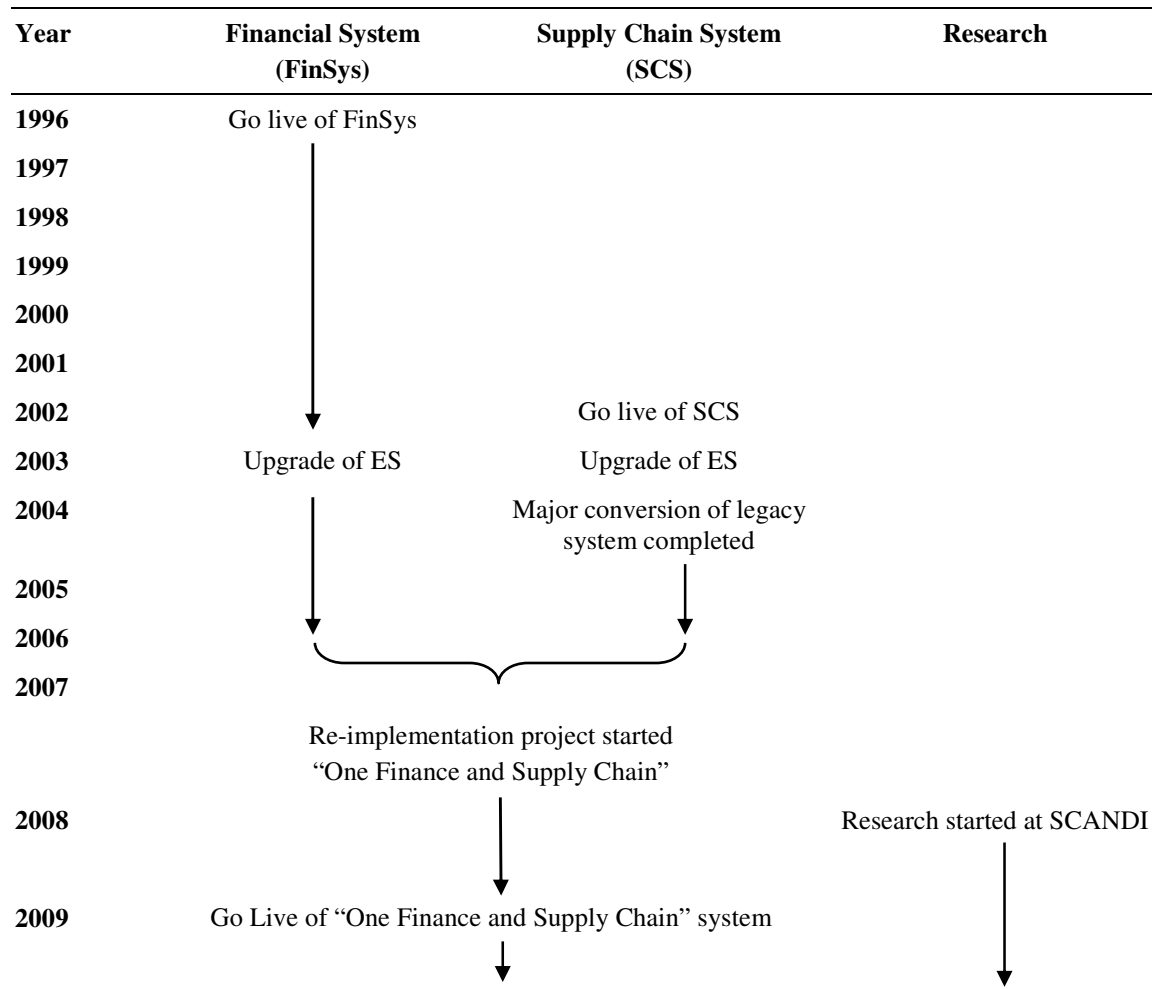 Year Financial System Supply Chain System Research
(FinSys) (SCS)
1996 Go live of FinSys
1997
1998
1999
2000
2001
2002 Go live of SCS
2003 Upgrade of ES Upgrade of ES
2004 Major conversion of legacy
system completed
2005
2006
2007
Re-implementation project started
“One Finance and Supply Chain”
2008 Research started at SCANDI
2009 Go Live of “One Finance and Supply Chain” system